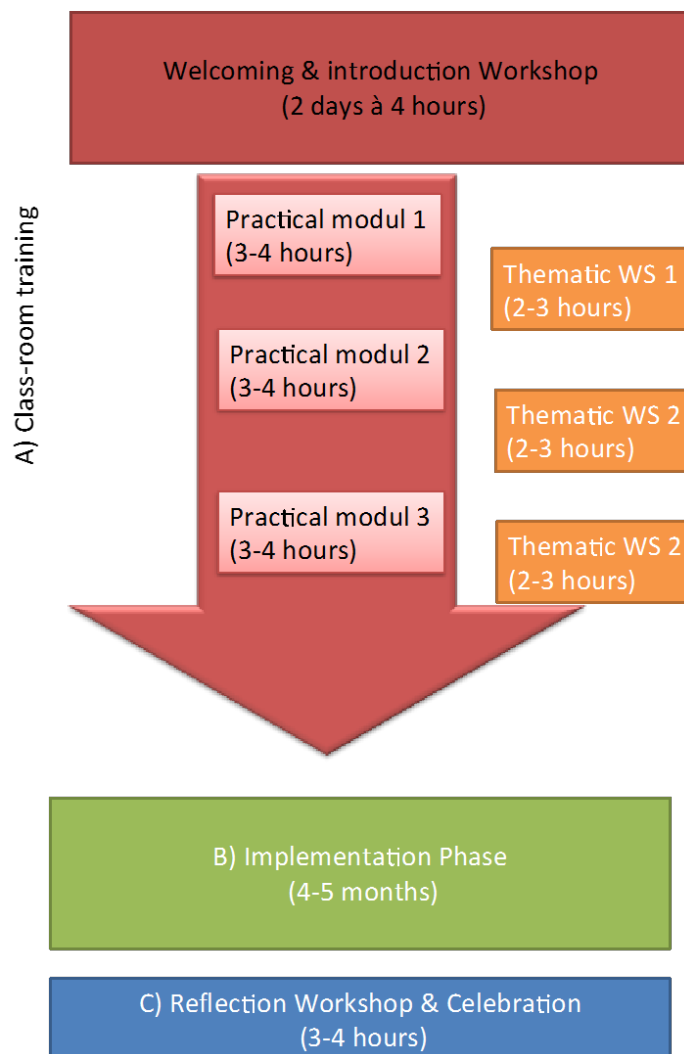 Welcoming & introduction Workshop
(2 days à 4 hours)
A) Class-room training
Practical modul 1
(3-4 hours)
Thematic WS 1
(2-3 hours)
Practical modul 2
(3-4 hours)
Thematic WS 2
(2-3 hours)
Practical modul 3
(3-4 hours)
Thematic WS 2
(2-3 hours)
B) Implementation Phase
(4-5 months)
C) Reflection Workshop & Celebration
(3-4 hours)